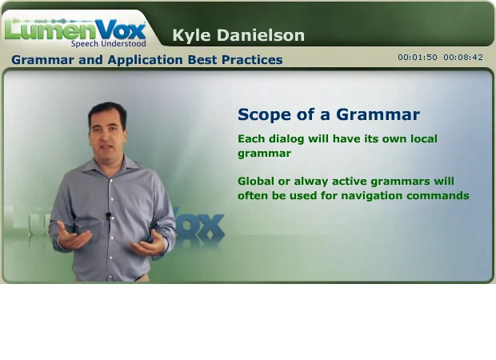 LumenVox
Speech Understood
Kyle Danielson
Grammar and Application Best Practices
00:01:50 00:08:42
Scope of a Grammar
Each dialog will have its own local
grammar
Global or alway active grammars will
often be used for navigation commands
Vox